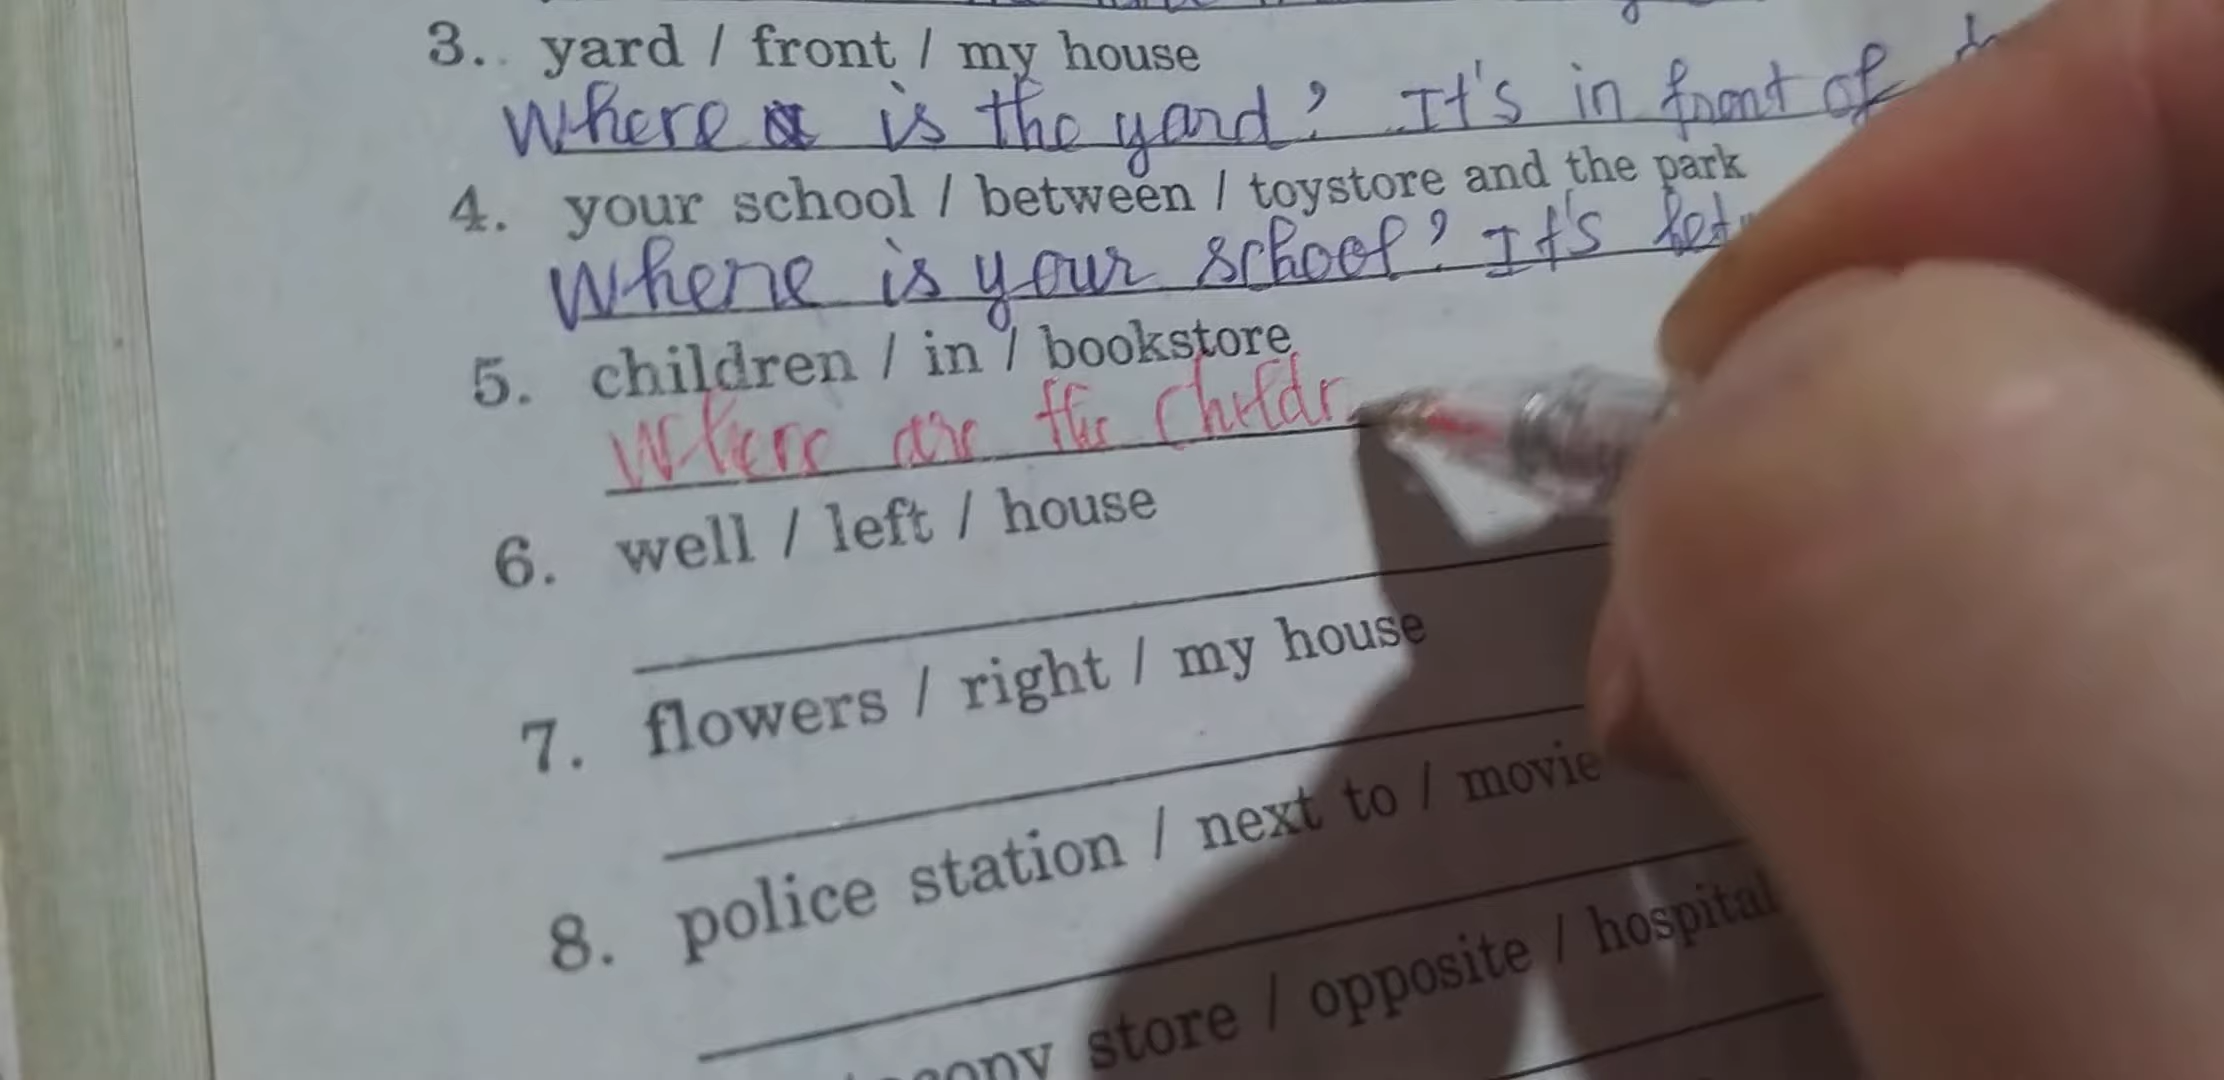 3. yard / front / my house
Where is the yard? It's in front of
4. your school / between / toystore and the park
Where is your school? It's bet
5. children / in / bookstore
Where are the childr
6. well / left / house
7. flowers / right / my house
8. police station / next to / movie
store / opposite / hospital